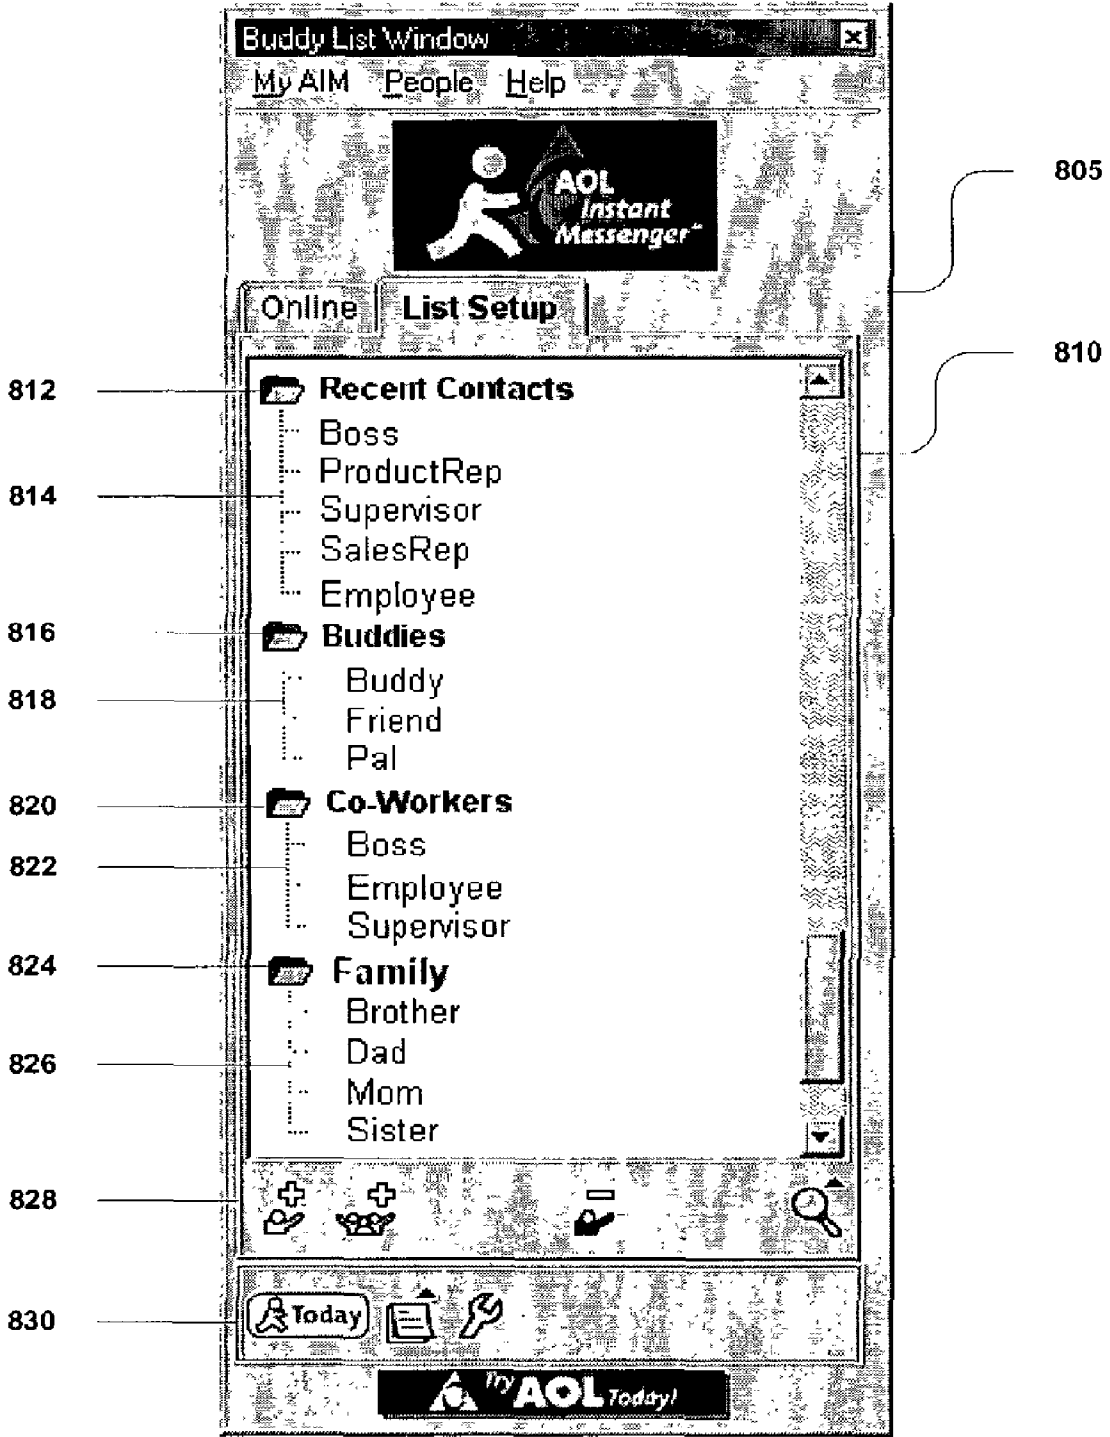 Buddy List Window
My AIM People Help
AOL
Instant
Messenger℠
805
Online List Setup
810
812 Recent Contacts
Boss
ProductRep
814
Supervisor
SalesRep
Employee
816 Buddies
Buddy
818
Friend
Pal
820 Co-Workers
Boss
822
Employee
Supervisor
824 Family
Brother
Dad
826
Mom
Sister
828
830 Today
Try AOL Today!